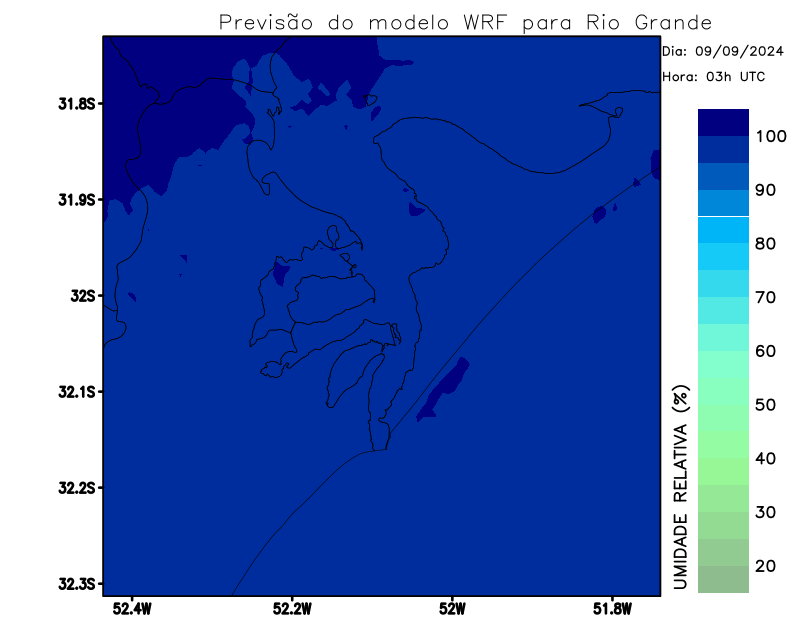 Previsão do modelo WRF para Rio Grande
Dia: 09/09/2024
Hora: 03h UTC
31.8S
31.9S
32S
32.1S
32.2S
32.3S
52.4W
52.2W
52W
51.8W
100
90
80
70
60
50
40
30
20
UMIDADE RELATIVA (%)